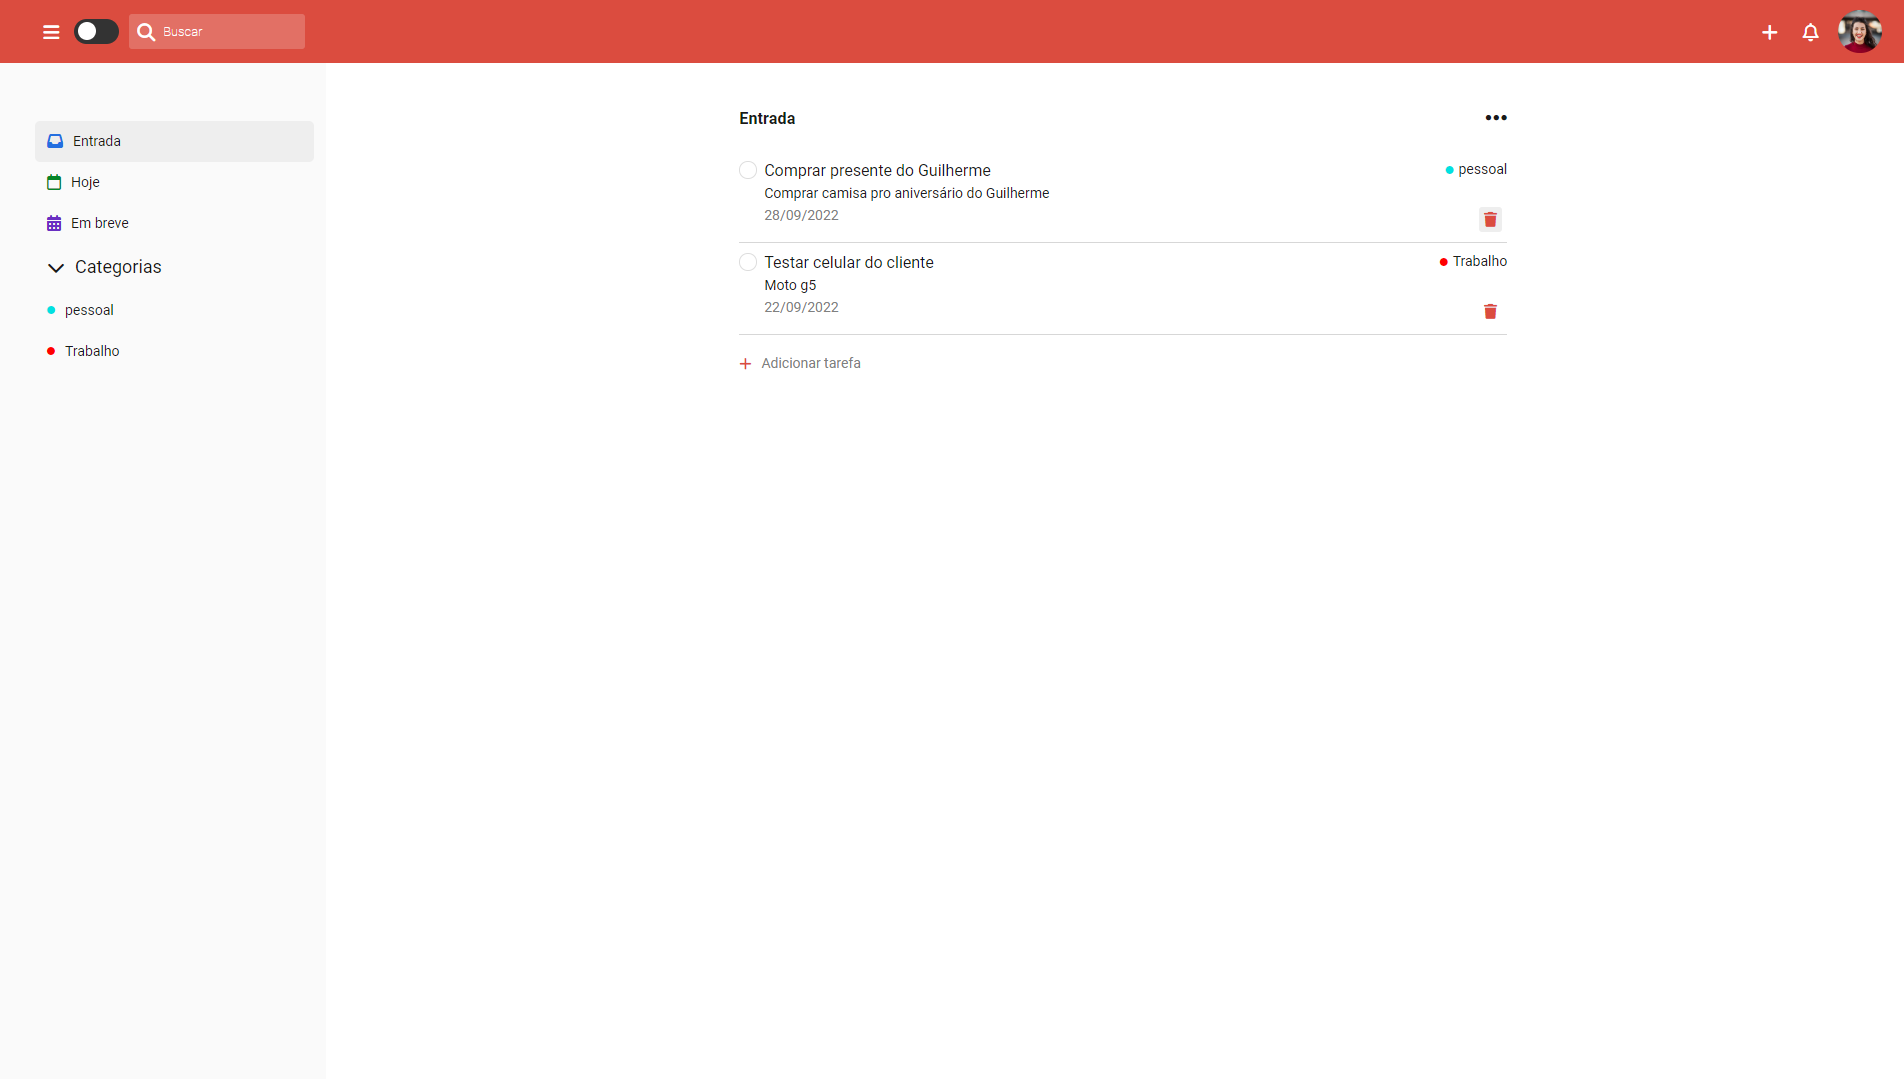 Buscar
Entrada
Hoje
Em breve
Categorias
pessoal
Trabalho
Entrada
Comprar presente do Guilherme
pessoal
Comprar camisa pro aniversário do Guilherme
28/09/2022
Testar celular do cliente
Trabalho
Moto g5
22/09/2022
Adicionar tarefa